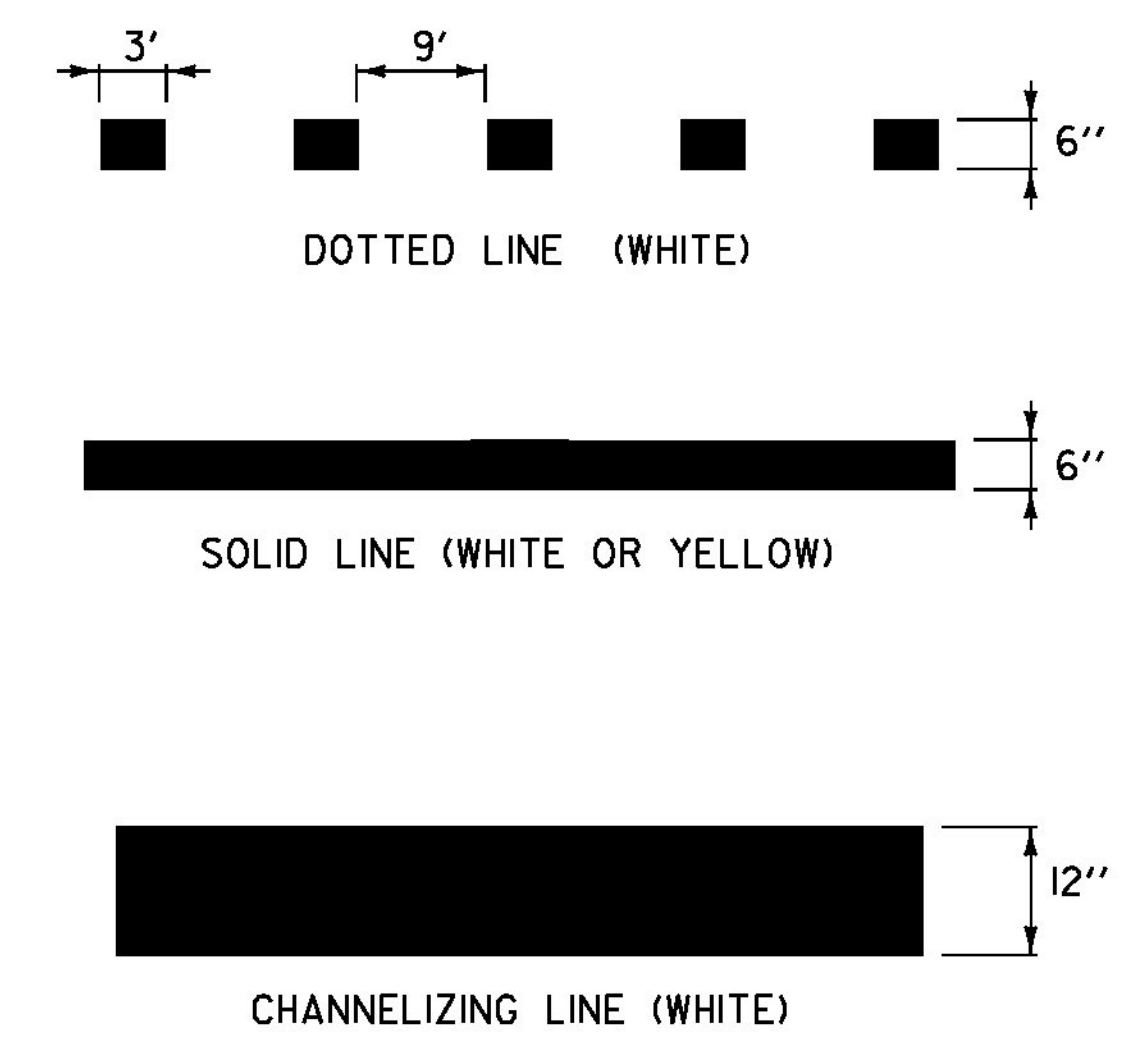 3' 9'
6''
DOTTED LINE (WHITE)
6''
SOLID LINE (WHITE OR YELLOW)
12''
CHANNELIZING LINE (WHITE)